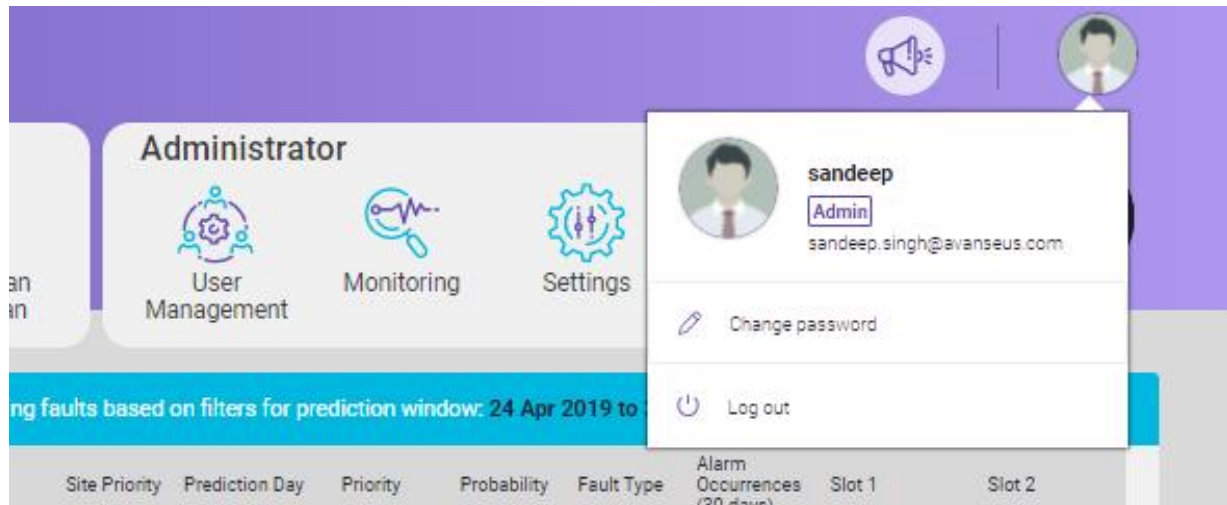 Administrator
User
Management
Monitoring
Settings
an
an
sandeep
Admin
sandeep.singh@avanseus.com
Change password
Log out
ng faults based on filters for prediction window: 24 Apr 2019 to
Site Priority Prediction Day Priority Probability Fault Type Alarm Occurrences (30 days) Slot 1 Slot 2